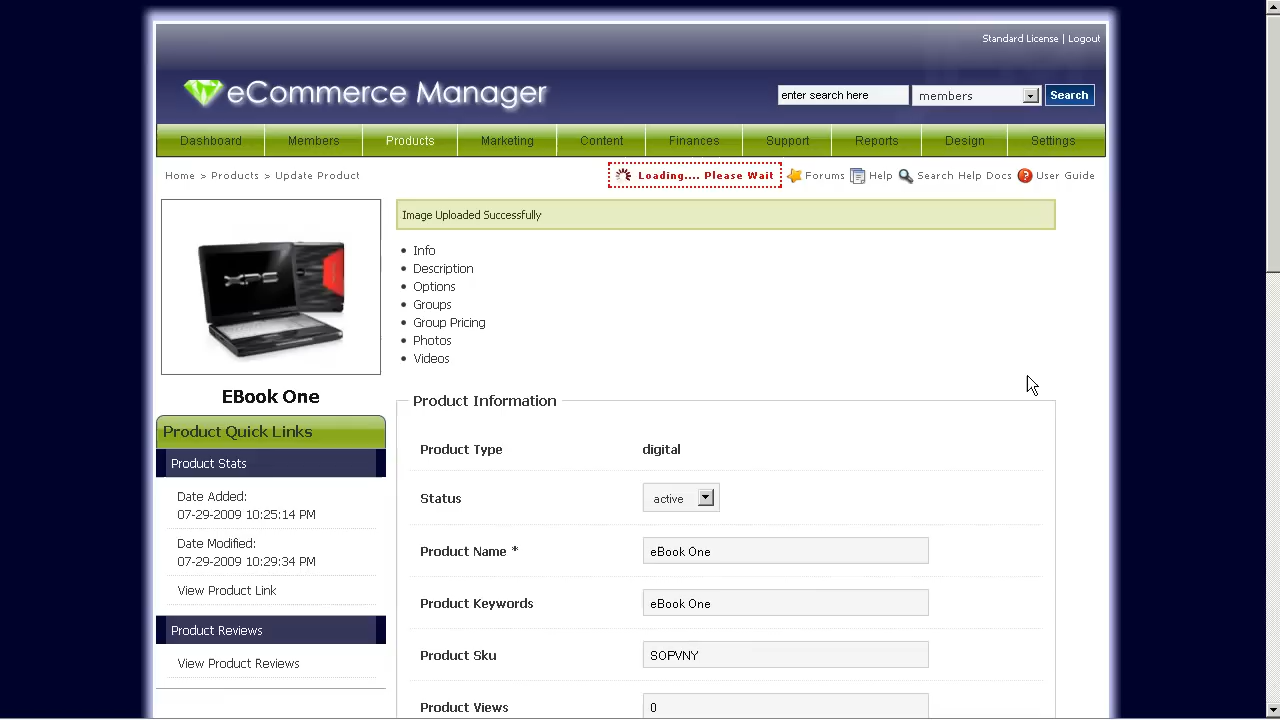 Standard License | Logout
eCommerce Manager
enter search here
members
Search
Dashboard
Members
Products
Marketing
Content
Finances
Support
Reports
Design
Settings
Home > Products > Update Product
Loading.... Please Wait
Forums
Help
Search Help Docs
User Guide
XPS
Image Uploaded Successfully
Info
Description
Options
Groups
Group Pricing
Photos
Videos
EBook One
Product Quick Links
Product Stats
Date Added:
07-29-2009 10:25:14 PM
Date Modified:
07-29-2009 10:29:34 PM
View Product Link
Product Reviews
View Product Reviews
Product Information
Product Type
digital
Status
active
Product Name *
eBook One
Product Keywords
eBook One
Product Sku
SOPVNY
Product Views
0